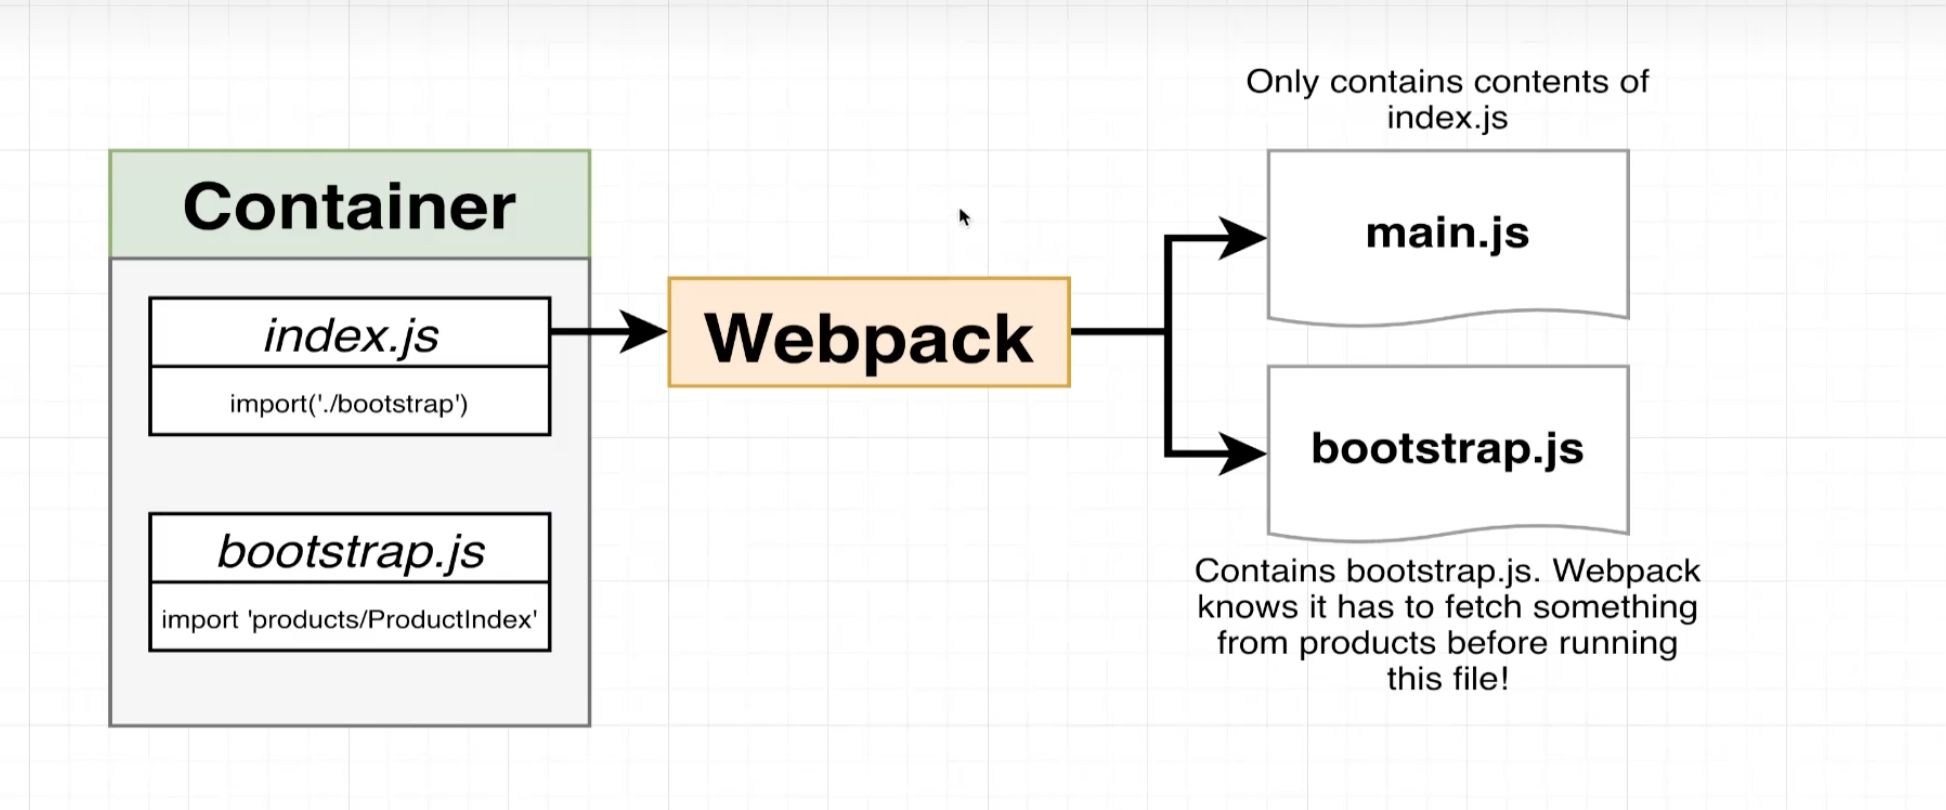 Container
index.js
import('./bootstrap')
bootstrap.js
import 'products/ProductIndex'
Webpack
Only contains contents of
index.js
main.js
bootstrap.js
Contains bootstrap.js. Webpack
knows it has to fetch something
from products before running
this file!